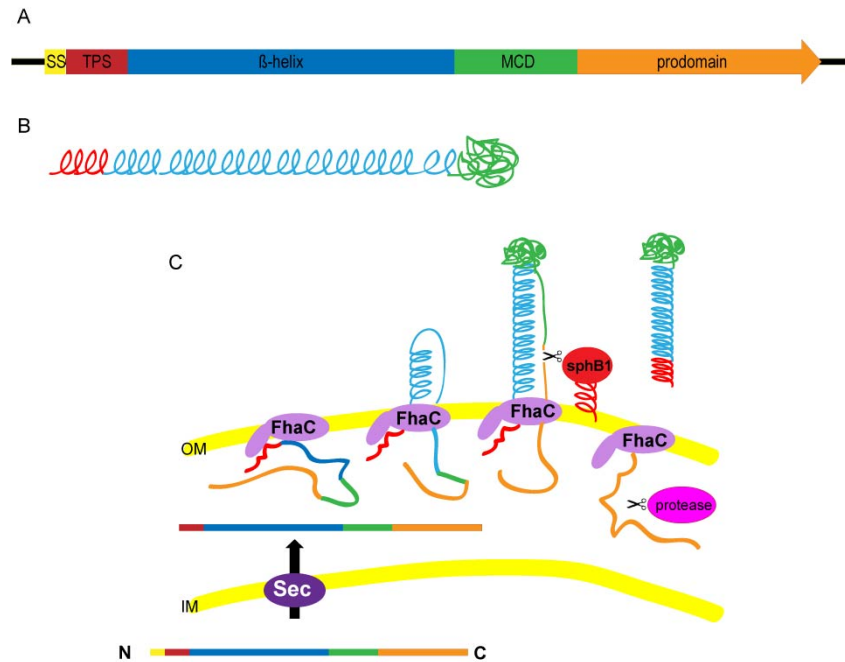 A
SS TPS ß-helix MCD prodomain
B
C
sphB1
FhaC FhaC FhaC FhaC
OM
protease
Sec
IM
N C